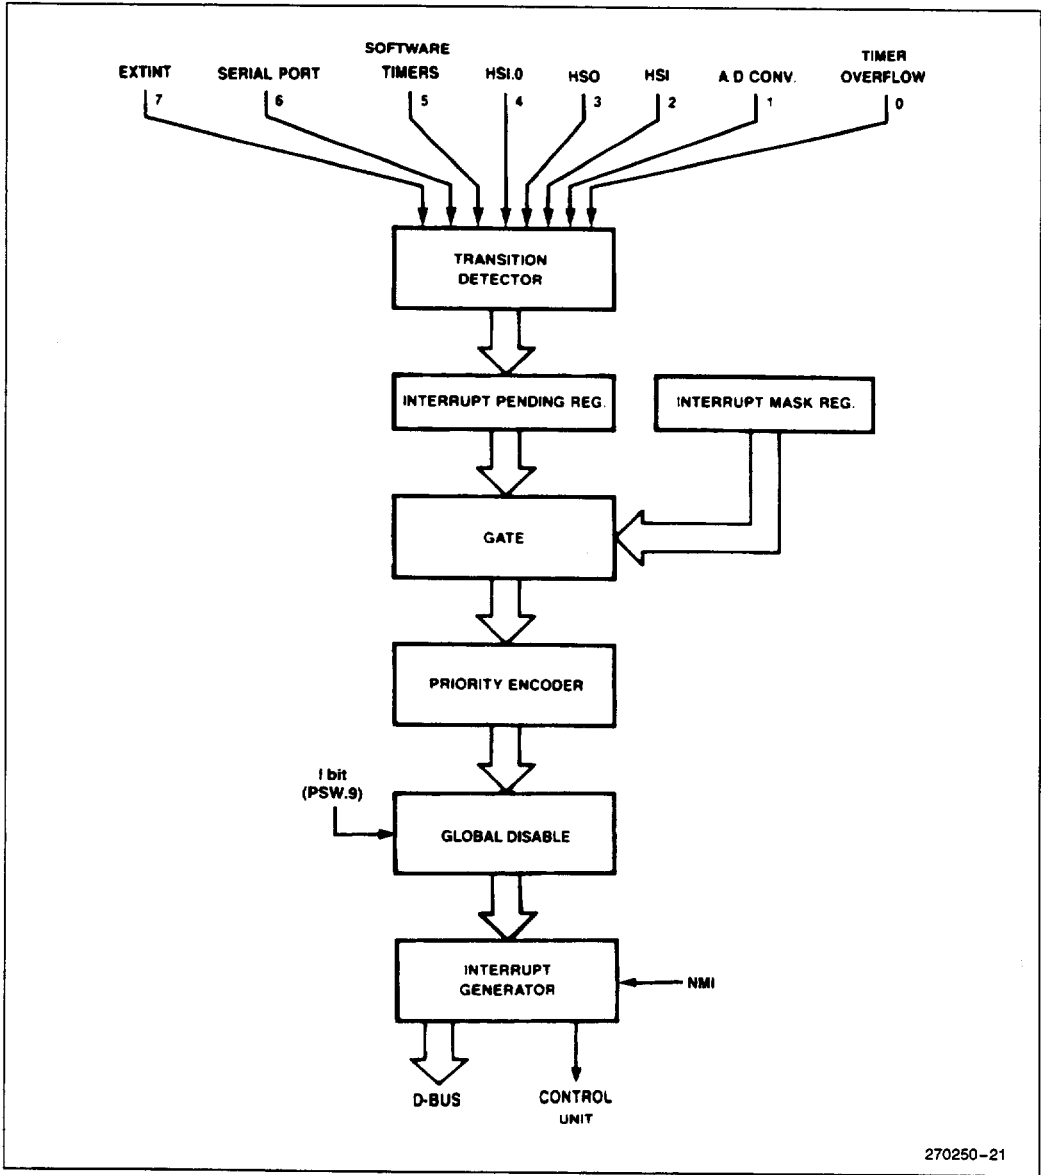 SOFTWARE
TIMER
EXTINT SERIAL PORT TIMERS HSI.0 HSO HSI A D CONV. OVERFLOW
7 6 5 4 3 2 1 0
TRANSITION
DETECTOR
INTERRUPT PENDING REG.
INTERRUPT MASK REG.
GATE
PRIORITY ENCODER
I bit
(PSW.9)
GLOBAL DISABLE
INTERRUPT
GENERATOR
NMI
D-BUS
CONTROL
UNIT
270250-21